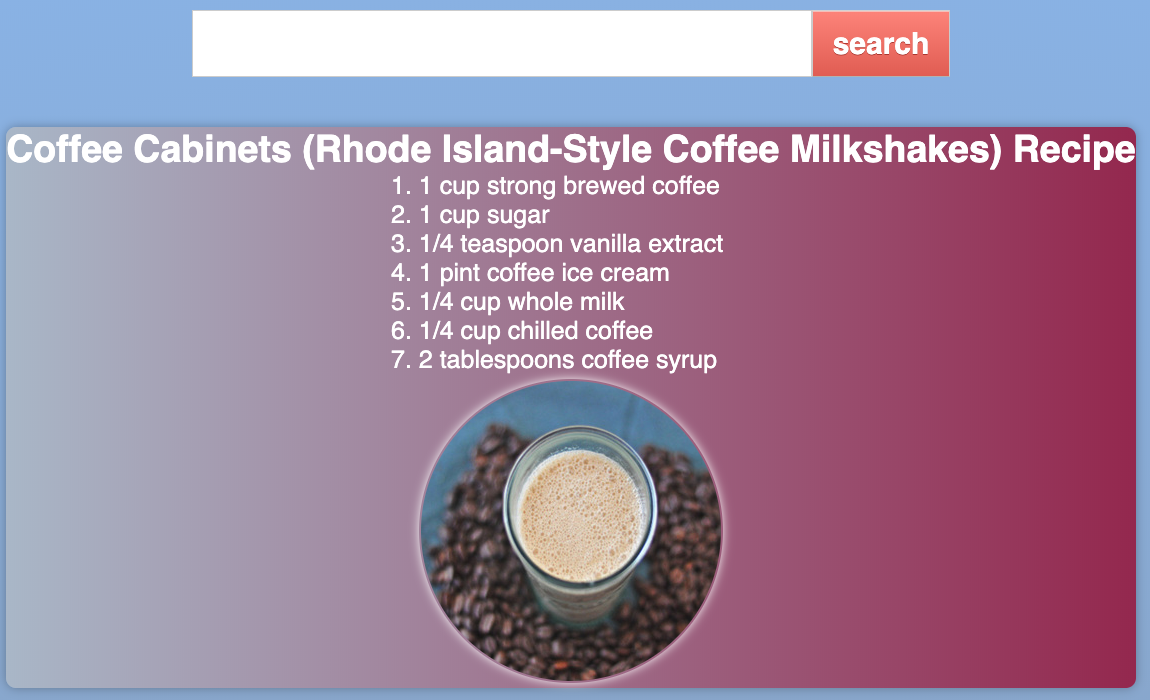 search
Coffee Cabinets (Rhode Island-Style Coffee Milkshakes) Recipe
1. 1 cup strong brewed coffee
2. 1 cup sugar
3. 1/4 teaspoon vanilla extract
4. 1 pint coffee ice cream
5. 1/4 cup whole milk
6. 1/4 cup chilled coffee
7. 2 tablespoons coffee syrup